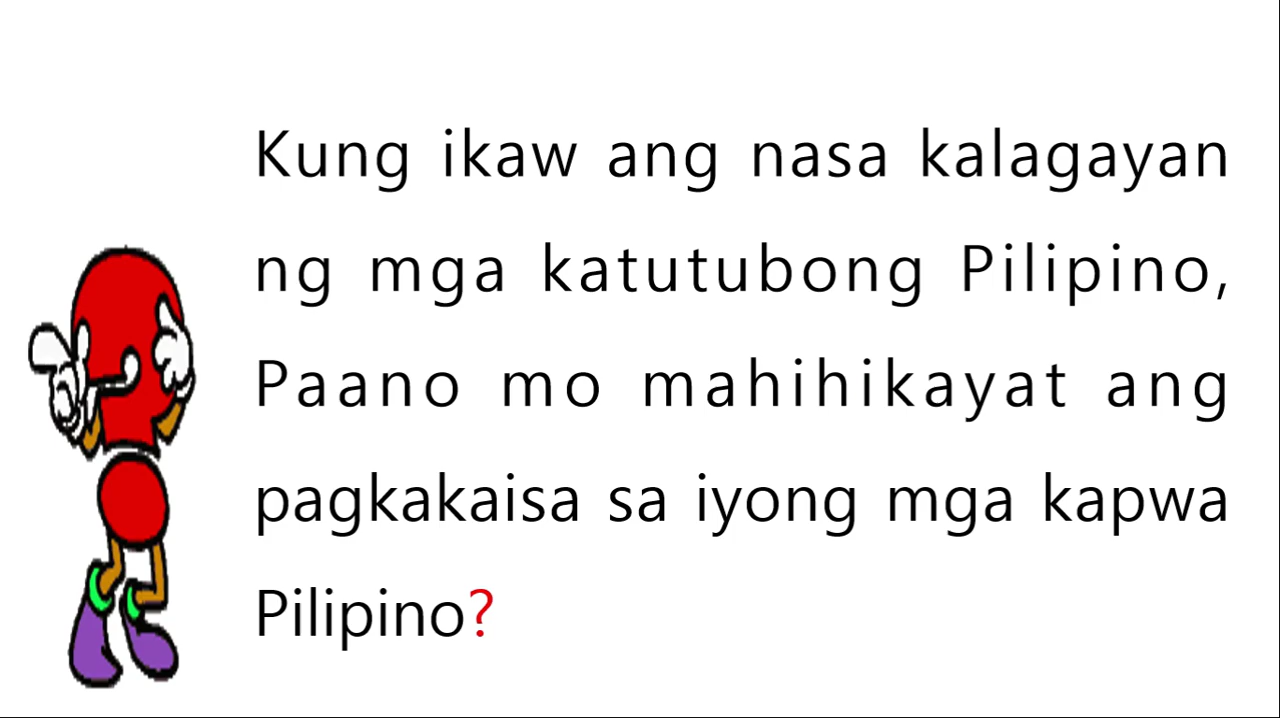 Kung ikaw ang nasa kalagayan
ng mga katutubong Pilipino,
Paano mo mahihikayat ang
pagkakaisa sa iyong mga kapwa
Pilipino?